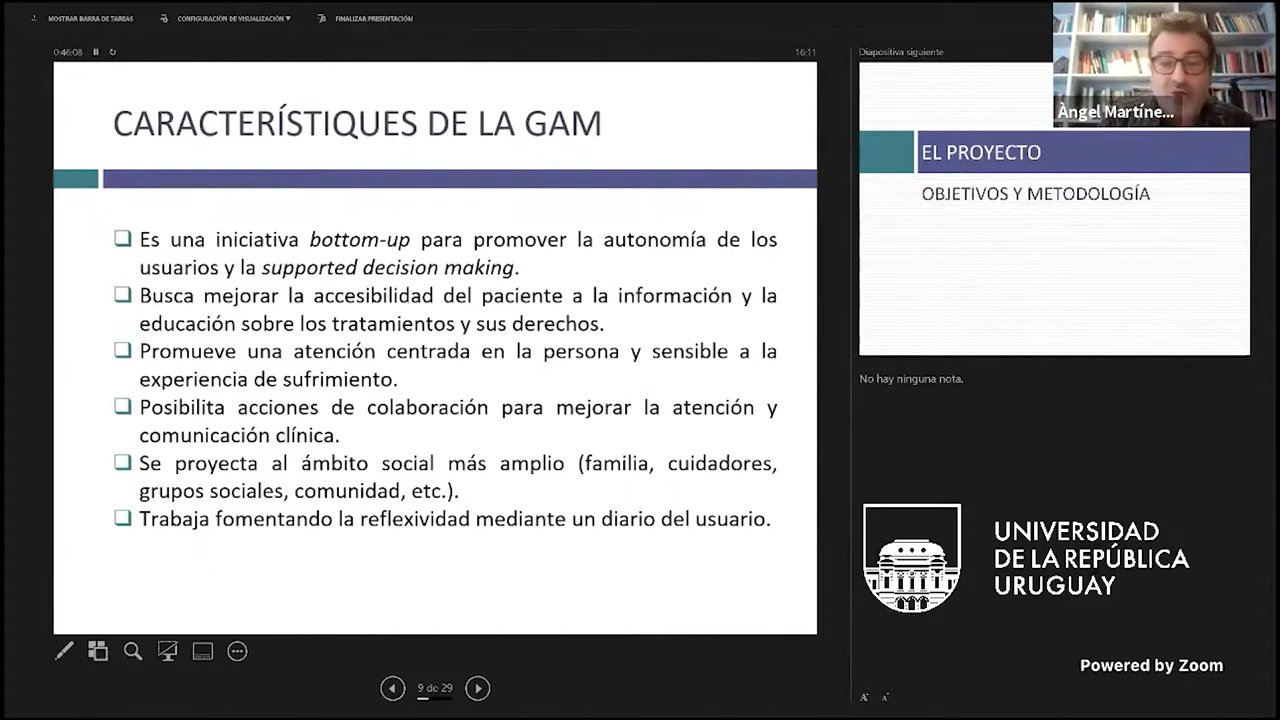 MOSTRAR BARRA DE TAREAS
CONFIGURACIÓN DE VISUALIZACIÓN ▼
FINALIZAR PRESENTACIÓN
0:46:08
16:11
Diapositiva siguiente
CARACTERÍSTIQUES DE LA GAM
Es una iniciativa bottom-up para promover la autonomía de los
usuarios y la supported decision making.
Busca mejorar la accesibilidad del paciente a la información y la
educación sobre los tratamientos y sus derechos.
Promueve una atención centrada en la persona y sensible a la
experiencia de sufrimiento.
Posibilita acciones de colaboración para mejorar la atención y
comunicación clínica.
Se proyecta al ámbito social más amplio (familia, cuidadores,
grupos sociales, comunidad, etc.).
Trabaja fomentando la reflexividad mediante un diario del usuario.
9 de 29
Àngel Martíne...
EL PROYECTO
OBJETIVOS Y METODOLOGÍA
No hay ninguna nota.
UNIVERSIDAD
DE LA REPÚBLICA
URUGUAY
Powered by Zoom
A A